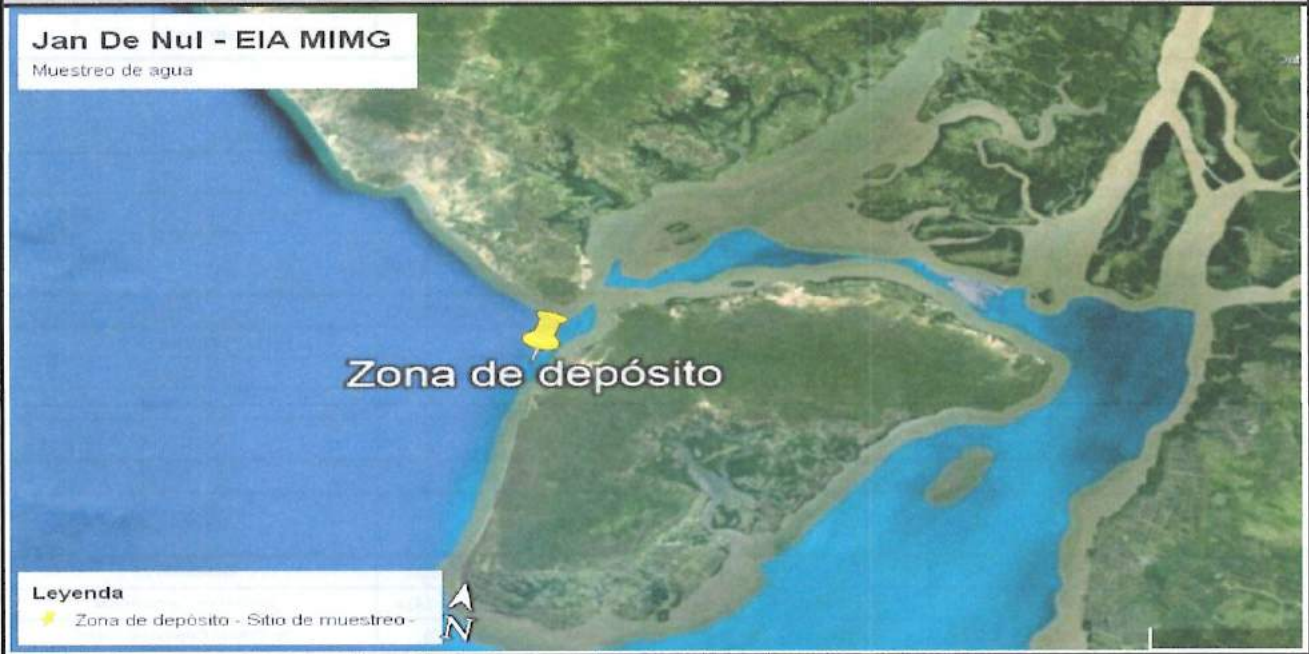 Jan De Nul - EIA MIMG
Muestreo de agua
Zona de depósito
Leyenda
Zona de depósito - Sitio de muestreo -
N